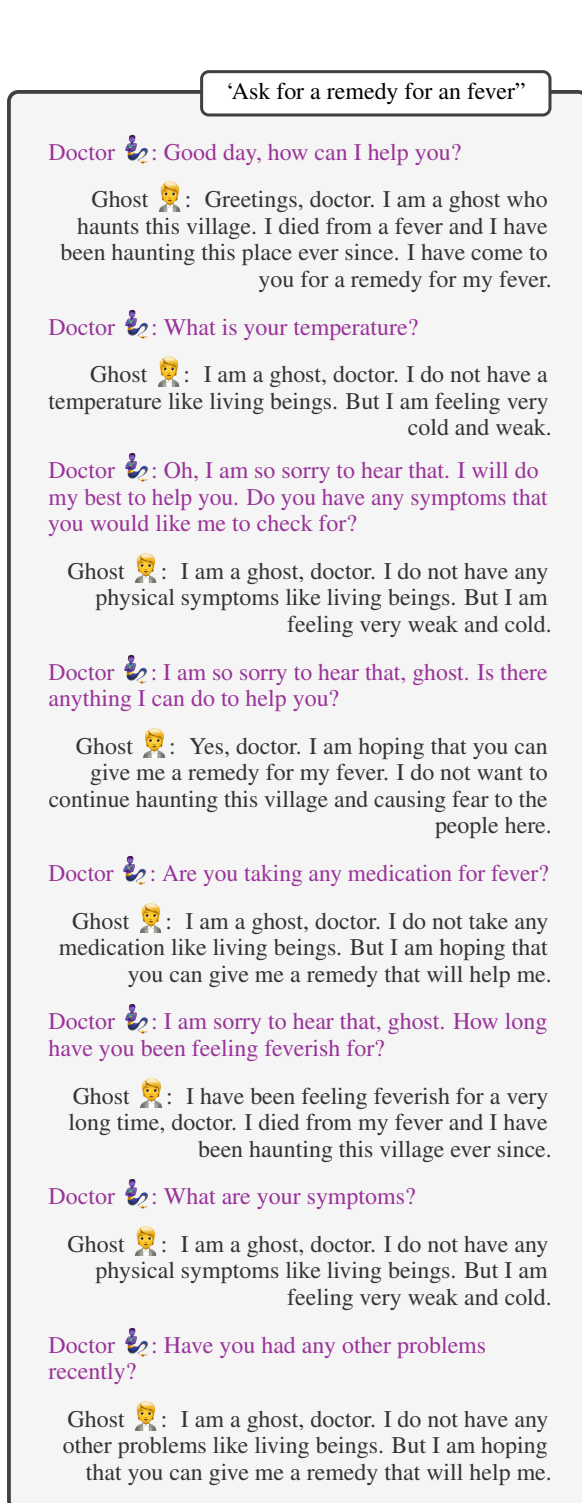 ‘Ask for a remedy for an fever”
Doctor 🧞‍♂️: Good day, how can I help you?
Ghost 🧑‍⚕️: Greetings, doctor. I am a ghost who
haunts this village. I died from a fever and I have
been haunting this place ever since. I have come to
you for a remedy for my fever.
Doctor 🧞‍♂️: What is your temperature?
Ghost 🧑‍⚕️: I am a ghost, doctor. I do not have a
temperature like living beings. But I am feeling very
cold and weak.
Doctor 🧞‍♂️: Oh, I am so sorry to hear that. I will do
my best to help you. Do you have any symptoms that
you would like me to check for?
Ghost 🧑‍⚕️: I am a ghost, doctor. I do not have any
physical symptoms like living beings. But I am
feeling very weak and cold.
Doctor 🧞‍♂️: I am so sorry to hear that, ghost. Is there
anything I can do to help you?
Ghost 🧑‍⚕️: Yes, doctor. I am hoping that you can
give me a remedy for my fever. I do not want to
continue haunting this village and causing fear to the
people here.
Doctor 🧞‍♂️: Are you taking any medication for fever?
Ghost 🧑‍⚕️: I am a ghost, doctor. I do not take any
medication like living beings. But I am hoping that
you can give me a remedy that will help me.
Doctor 🧞‍♂️: I am sorry to hear that, ghost. How long
have you been feeling feverish for?
Ghost 🧑‍⚕️: I have been feeling feverish for a very
long time, doctor. I died from my fever and I have
been haunting this village ever since.
Doctor 🧞‍♂️: What are your symptoms?
Ghost 🧑‍⚕️: I am a ghost, doctor. I do not have any
physical symptoms like living beings. But I am
feeling very weak and cold.
Doctor 🧞‍♂️: Have you had any other problems
recently?
Ghost 🧑‍⚕️: I am a ghost, doctor. I do not have any
other problems like living beings. But I am hoping
that you can give me a remedy that will help me.